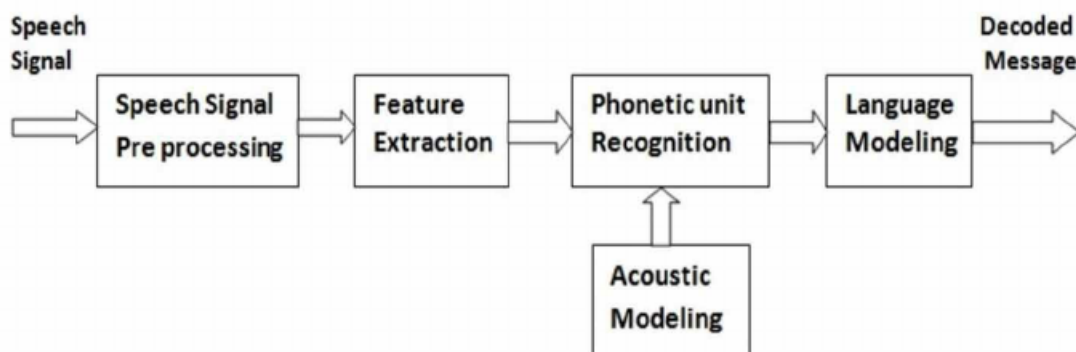 Speech
Signal
Decoded
Message
Speech Signal
Pre processing
Feature
Extraction
Phonetic unit
Recognition
Language
Modeling
Acoustic
Modeling